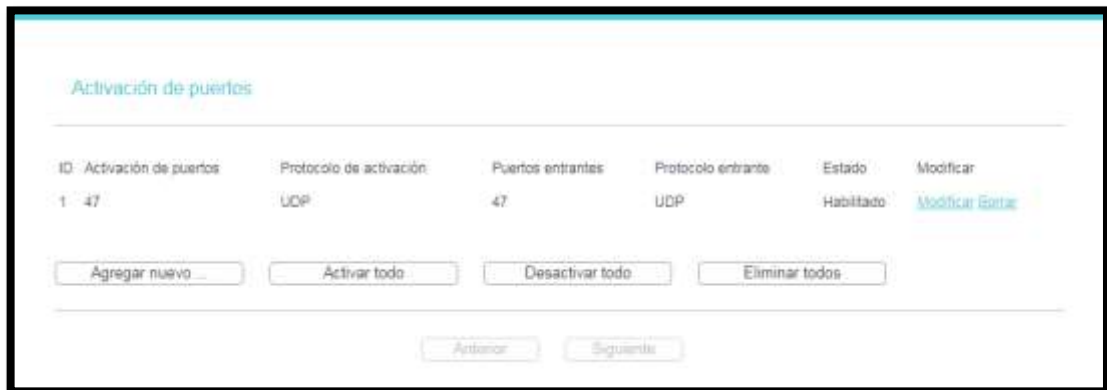 Activación de puertos
ID Activación de puertos Protocolo de activación Puertos entrantes Protocolo entrante Estado Modificar
1 47 UDP 47 UDP Habilitado Modificar Borrar
Agregar nuevo... Activar todo Desactivar todo Eliminar todos
Anterior Siguiente